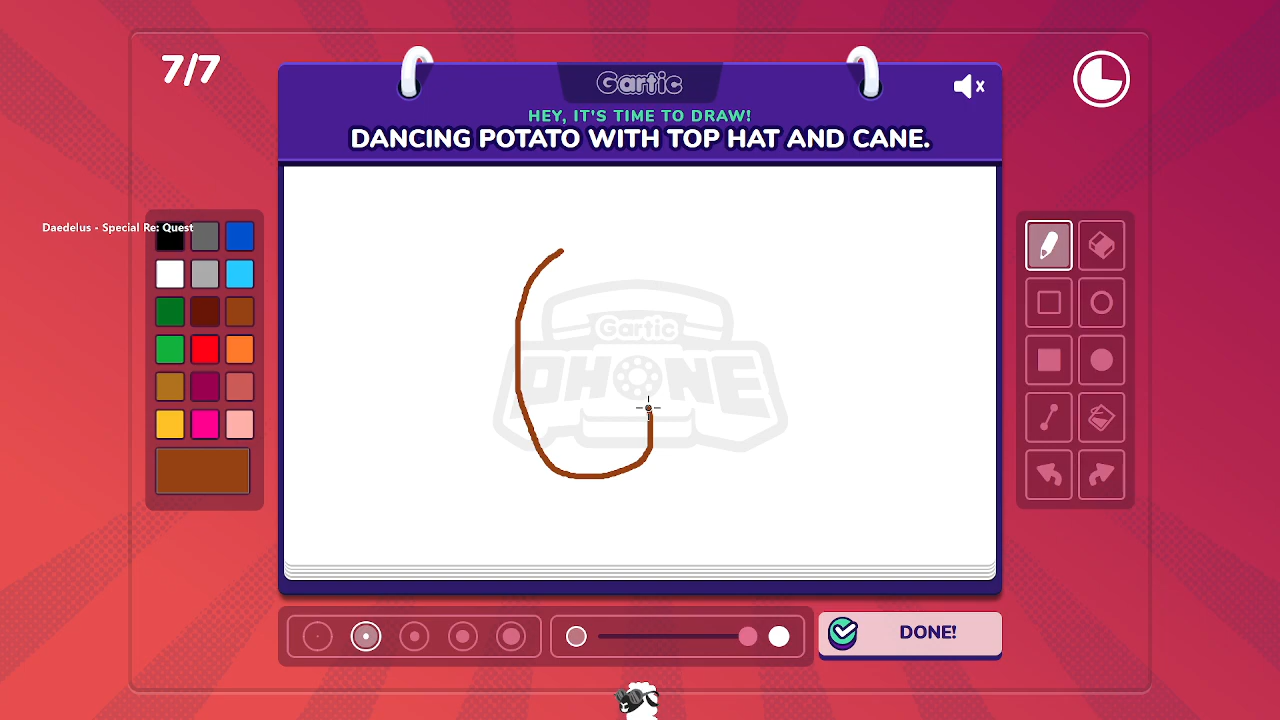 7/7
Gartic
HEY, IT'S TIME TO DRAW!
DANCING POTATO WITH TOP HAT AND CANE.
Daedelus - Special Re: Quest
Gartic
PHONE
DONE!